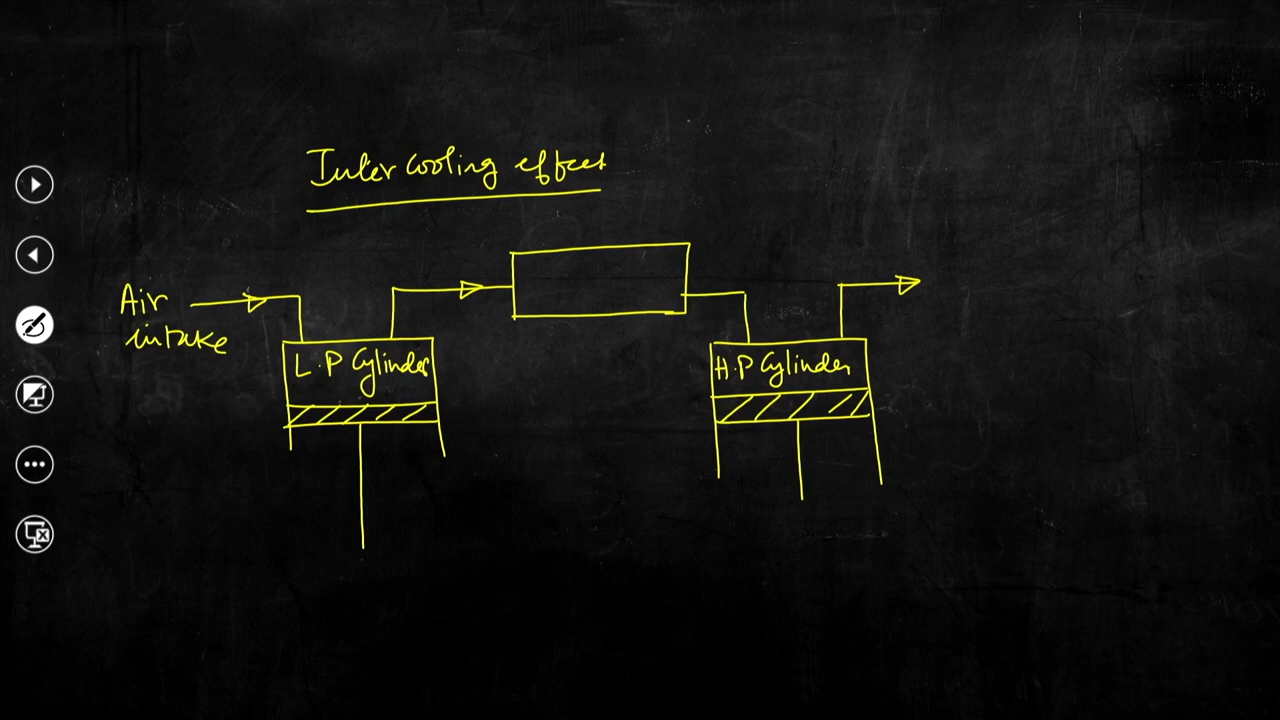 Inter cooling effect
Air
intake
L.P Cylinder
H.P Cylinder